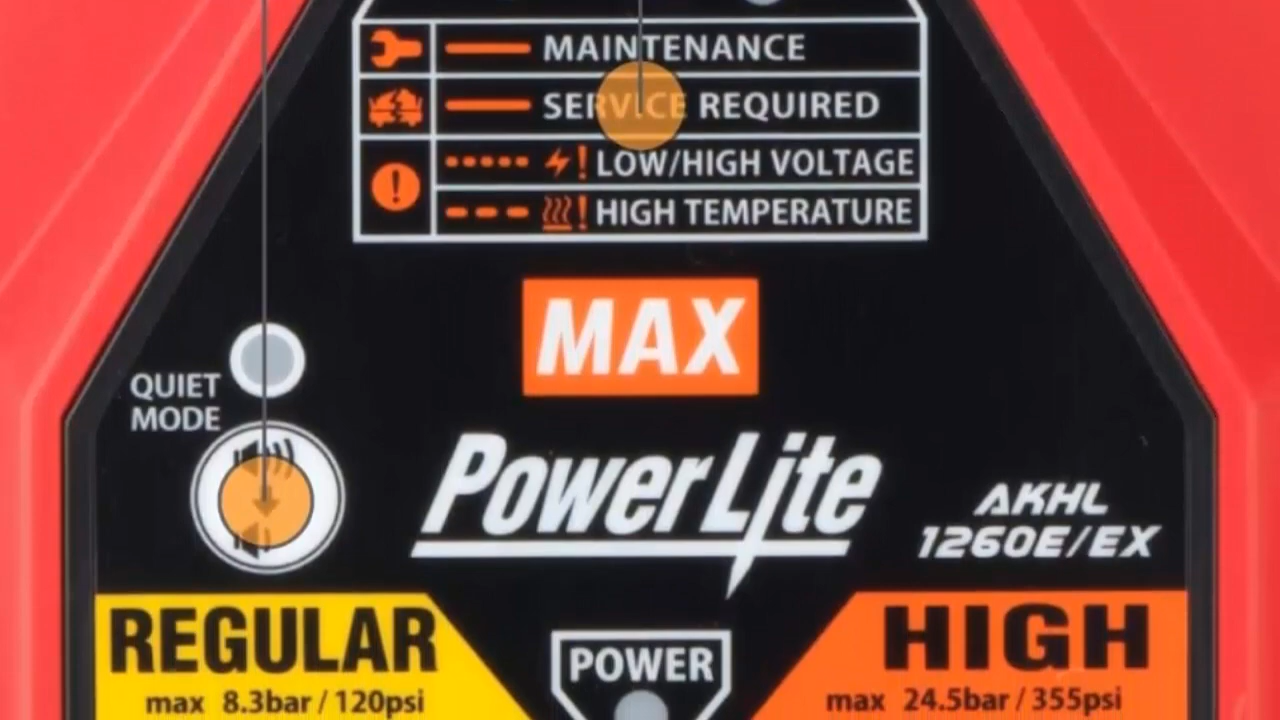 MAINTENANCE
SERVICE REQUIRED
! LOW/HIGH VOLTAGE
! HIGH TEMPERATURE
MAX
QUIET
MODE
PowerLite
AKHL
1260E/EX
REGULAR
max 8.3bar / 120psi
POWER
HIGH
max 24.5bar / 355psi